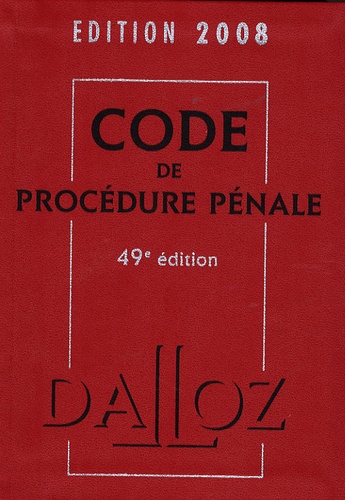 EDITION 2008
CODE
DE
PROCÉDURE PÉNALE
49e édition
DALLOZ